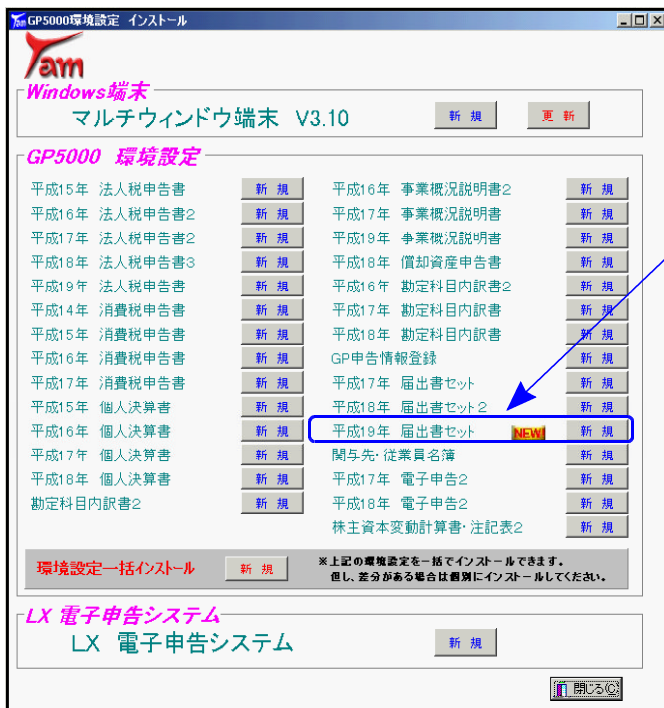 GP5000環境設定 インストール
Tam
Windows端末
マルチウィンドウ端末 V3.10 新規 更新
GP5000 環境設定
平成15年 法人税申告書 新規
平成16年 法人税申告書2 新規
平成17年 法人税申告書2 新規
平成18年 法人税申告書3 新規
平成19年 法人税申告書 新規
平成14年 消費税申告書 新規
平成15年 消費税申告書 新規
平成16年 消費税申告書 新規
平成17年 消費税申告書 新規
平成15年 個人決算書 新規
平成16年 個人決算書 新規
平成17年 個人決算書 新規
平成18年 個人決算書 新規
勘定科目内訳書2 新規
平成16年 事業概況説明書2 新規
平成17年 事業概況説明書 新規
平成19年 事業概況説明書 新規
平成18年 償却資産申告書 新規
平成16年 勘定科目内訳書2 新規
平成17年 勘定科目内訳書 新規
平成18年 勘定科目内訳書 新規
GP申告情報登録 新規
平成17年 届出書セット 新規
平成18年 届出書セット2 新規
平成19年 届出書セット NEW! 新規
関与先・従業員名簿 新規
平成17年 電子申告2 新規
平成18年 電子申告2 新規
株主資本変動計算書・注記表2 新規
環境設定一括インストール 新規
※上記の環境設定を一括でインストールできます。
但し、差分がある場合は個別にインストールしてください。
LX 電子申告システム
LX 電子申告システム 新規
閉じる(C)